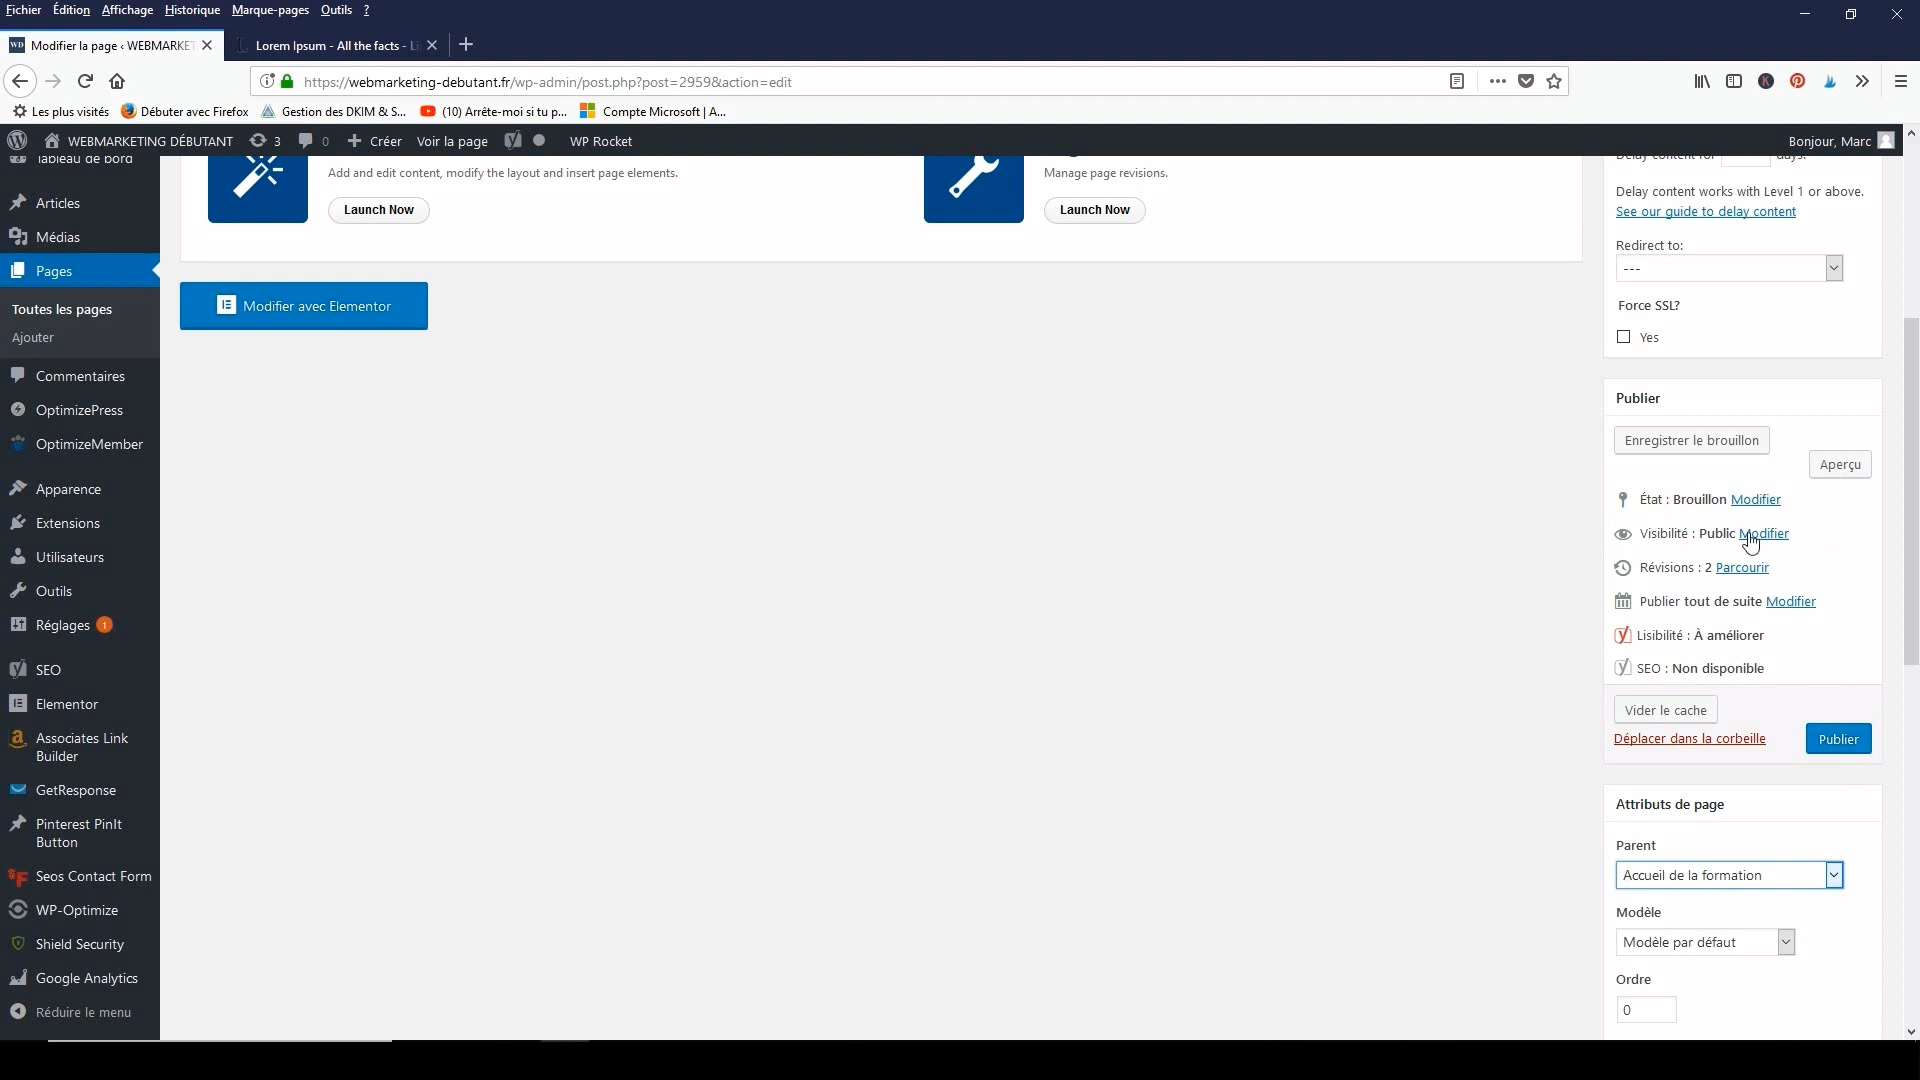 Fichier Édition Affichage Historique Marque-pages Outils ?
Modifier la page ‹ WEBMARKET
Lorem Ipsum - All the facts - Li
https://webmarketing-debutant.fr/wp-admin/post.php?post=2959&action=edit
Les plus visités Débuter avec Firefox Gestion des DKIM & S... (10) Arrête-moi si tu p... Compte Microsoft | A...
WEBMARKETING DÉBUTANT 3 0 Créer Voir la page WP Rocket Bonjour, Marc
Tableau de bord
Articles
Médias
Pages
Toutes les pages
Ajouter
Commentaires
OptimizePress
OptimizeMember
Apparence
Extensions
Utilisateurs
Outils
Réglages 1
SEO
Elementor
Associates Link
Builder
GetResponse
Pinterest PinIt
Button
Seos Contact Form
WP-Optimize
Shield Security
Google Analytics
Réduire le menu
Add and edit content, modify the layout and insert page elements.
Launch Now
Manage page revisions.
Launch Now
Modifier avec Elementor
Delay content for days.
Delay content works with Level 1 or above.
See our guide to delay content
Redirect to:
---
Force SSL?
Yes
Publier
Enregistrer le brouillon
Aperçu
État : Brouillon Modifier
Visibilité : Public Modifier
Révisions : 2 Parcourir
Publier tout de suite Modifier
Lisibilité : À améliorer
SEO : Non disponible
Vider le cache
Déplacer dans la corbeille
Publier
Attributs de page
Parent
Accueil de la formation
Modèle
Modèle par défaut
Ordre
0